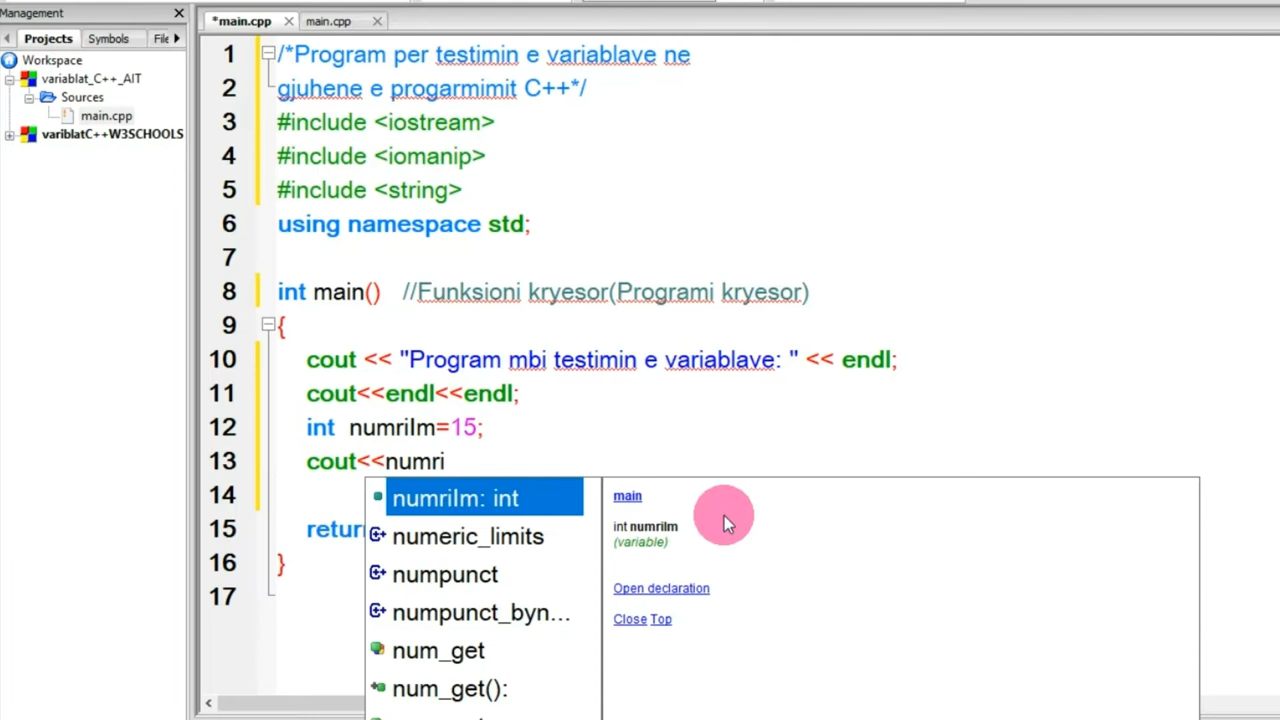 Management
Projects
Symbols
File
Workspace
variablat_C++_AIT
Sources
main.cpp
variblatC++W3SCHOOLS
*main.cpp
main.cpp
1 /*Program per testimin e variablave ne
2 gjuhene e progarmimit C++*/
3 #include <iostream>
4 #include <iomanip>
5 #include <string>
6 using namespace std;
7
8 int main() //Funksioni kryesor(Programi kryesor)
9 {
10 cout << "Program mbi testimin e variablave: " << endl;
11 cout<<endl<<endl;
12 int numriIm=15;
13 cout<<numri
14
15 retur
16 }
17
numriIm: int
numeric_limits
numpunct
numpunct_byn...
num_get
num_get():
main
int numriIm
(variable)
Open declaration
Close Top